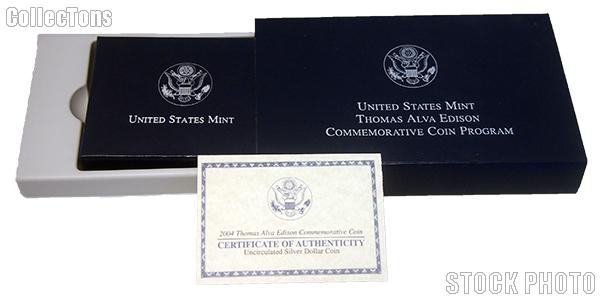 COLLECTONS
UNITED STATES MINT
UNITED STATES MINT
THOMAS ALVA EDISON
COMMEMORATIVE COIN PROGRAM
2004 Thomas Alva Edison Commemorative Coin
CERTIFICATE OF AUTHENTICITY
Uncirculated Silver Dollar Coin
STOCK PHOTO